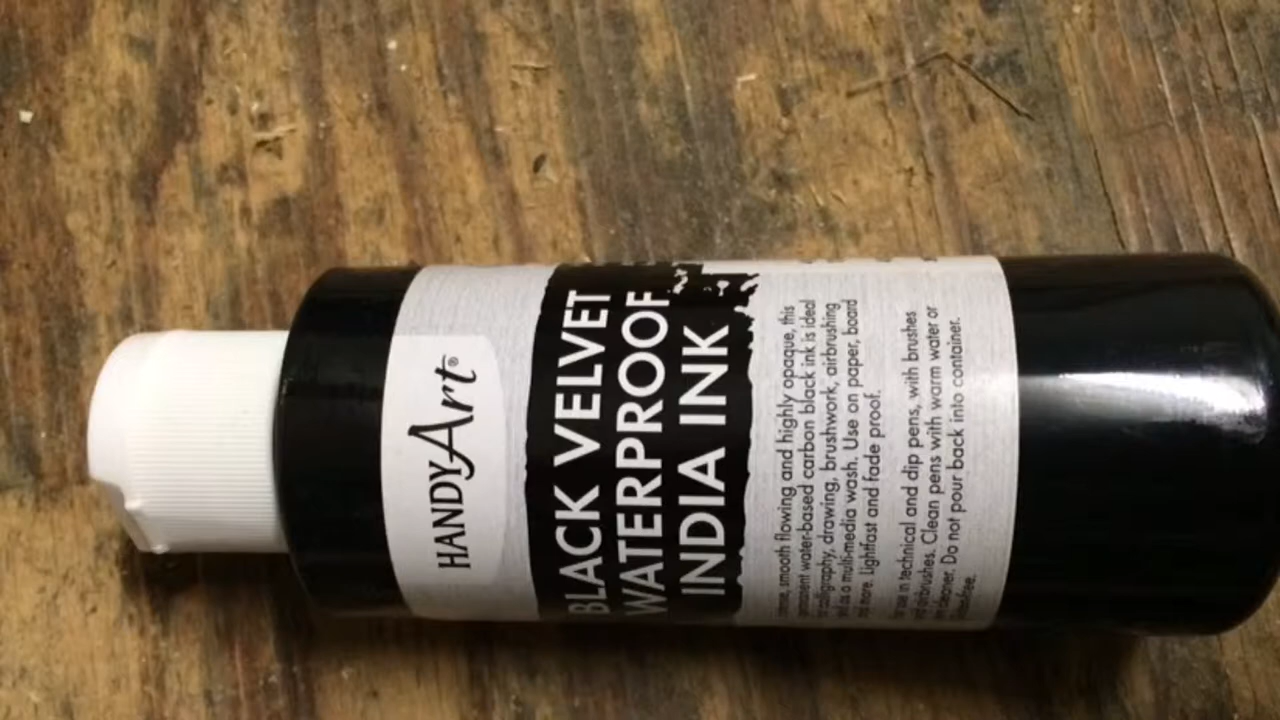 HANDY Art®
BLACK VELVET
WATERPROOF
INDIA INK
smooth flowing and highly opaque, this
water-based carbon black ink is ideal
drawing, brushwork, airbrushing
as a multi-media wash. Use on paper, board
more. Lightfast and fade proof.
use in technical and dip pens, with brushes
Clean pens with warm water or
cleaner. Do not pour back into container.